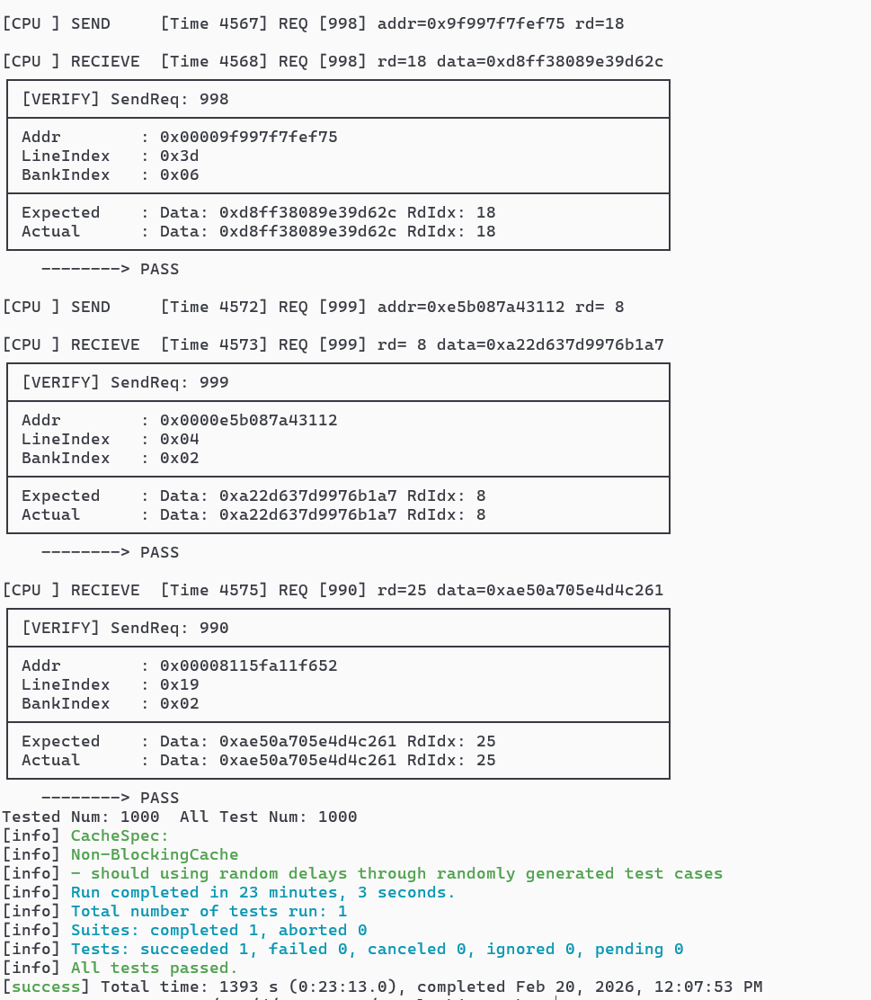 [CPU ] SEND     [Time 4567] REQ [998] addr=0x9f997f7fef75 rd=18
[CPU ] RECIEVE  [Time 4568] REQ [998] rd=18 data=0xd8ff38089e39d62c
[VERIFY] SendReq: 998
Addr        : 0x00009f997f7fef75
LineIndex   : 0x3d
BankIndex   : 0x06
Expected    : Data: 0xd8ff38089e39d62c RdIdx: 18
Actual      : Data: 0xd8ff38089e39d62c RdIdx: 18
--------> PASS
[CPU ] SEND     [Time 4572] REQ [999] addr=0xe5b087a43112 rd= 8
[CPU ] RECIEVE  [Time 4573] REQ [999] rd= 8 data=0xa22d637d9976b1a7
[VERIFY] SendReq: 999
Addr        : 0x0000e5b087a43112
LineIndex   : 0x04
BankIndex   : 0x02
Expected    : Data: 0xa22d637d9976b1a7 RdIdx: 8
Actual      : Data: 0xa22d637d9976b1a7 RdIdx: 8
--------> PASS
[CPU ] RECIEVE  [Time 4575] REQ [990] rd=25 data=0xae50a705e4d4c261
[VERIFY] SendReq: 990
Addr        : 0x00008115fa11f652
LineIndex   : 0x19
BankIndex   : 0x02
Expected    : Data: 0xae50a705e4d4c261 RdIdx: 25
Actual      : Data: 0xae50a705e4d4c261 RdIdx: 25
--------> PASS
Tested Num: 1000  All Test Num: 1000
[info] CacheSpec:
[info] Non-BlockingCache
[info] - should using random delays through randomly generated test cases
[info] Run completed in 23 minutes, 3 seconds.
[info] Total number of tests run: 1
[info] Suites: completed 1, aborted 0
[info] Tests: succeeded 1, failed 0, canceled 0, ignored 0, pending 0
[info] All tests passed.
[success] Total time: 1393 s (0:23:13.0), completed Feb 20, 2026, 12:07:53 PM